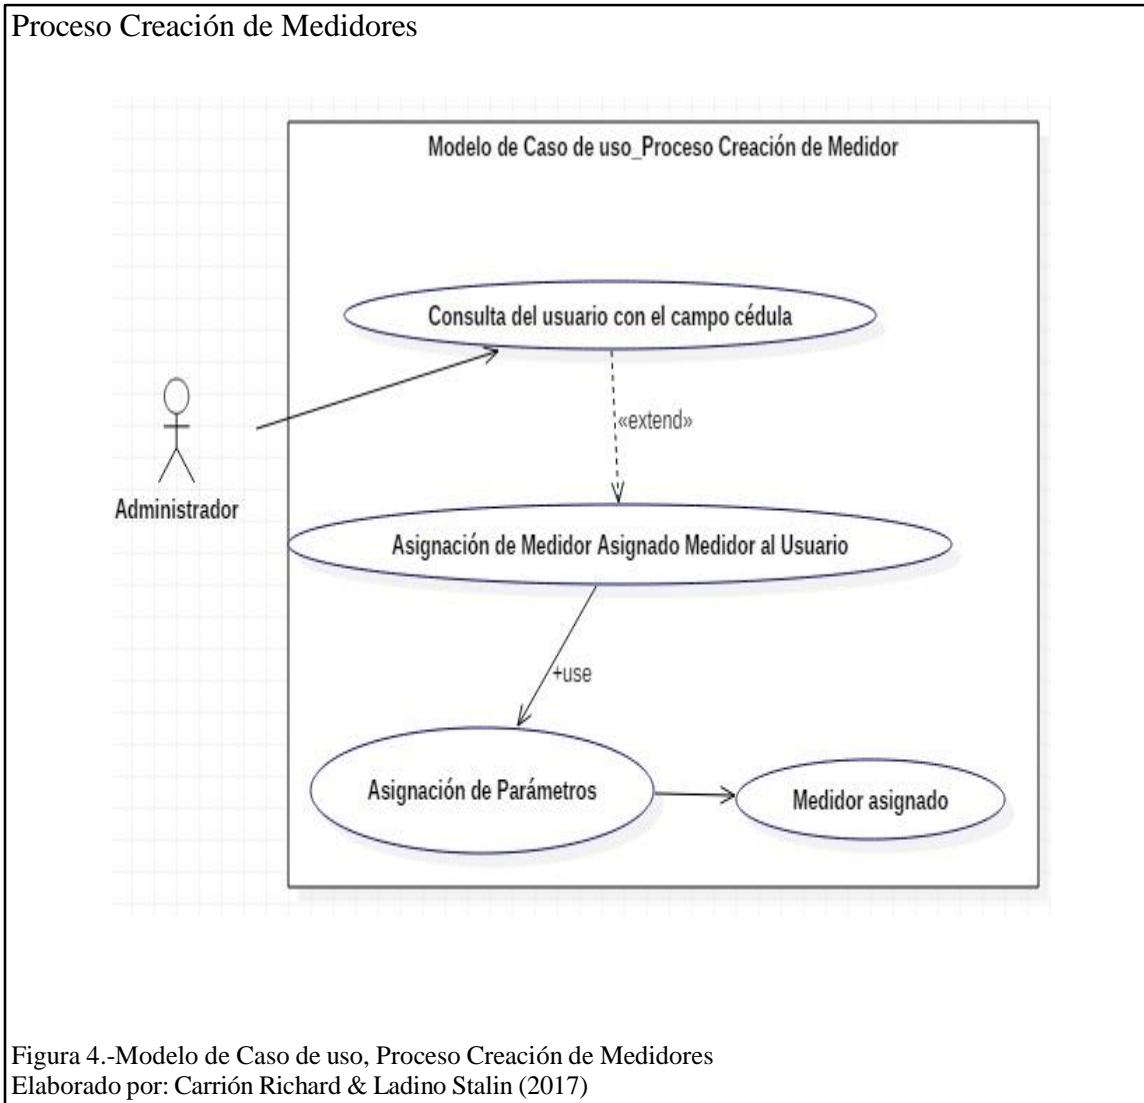 Proceso Creación de Medidores
Modelo de Caso de uso_Proceso Creación de Medidor
Consulta del usuario con el campo cédula
«extend»
Administrador
Asignación de Medidor Asignado Medidor al Usuario
+use
Asignación de Parámetros
Medidor asignado
Figura 4.-Modelo de Caso de uso, Proceso Creación de Medidores
Elaborado por: Carrión Richard & Ladino Stalin (2017)